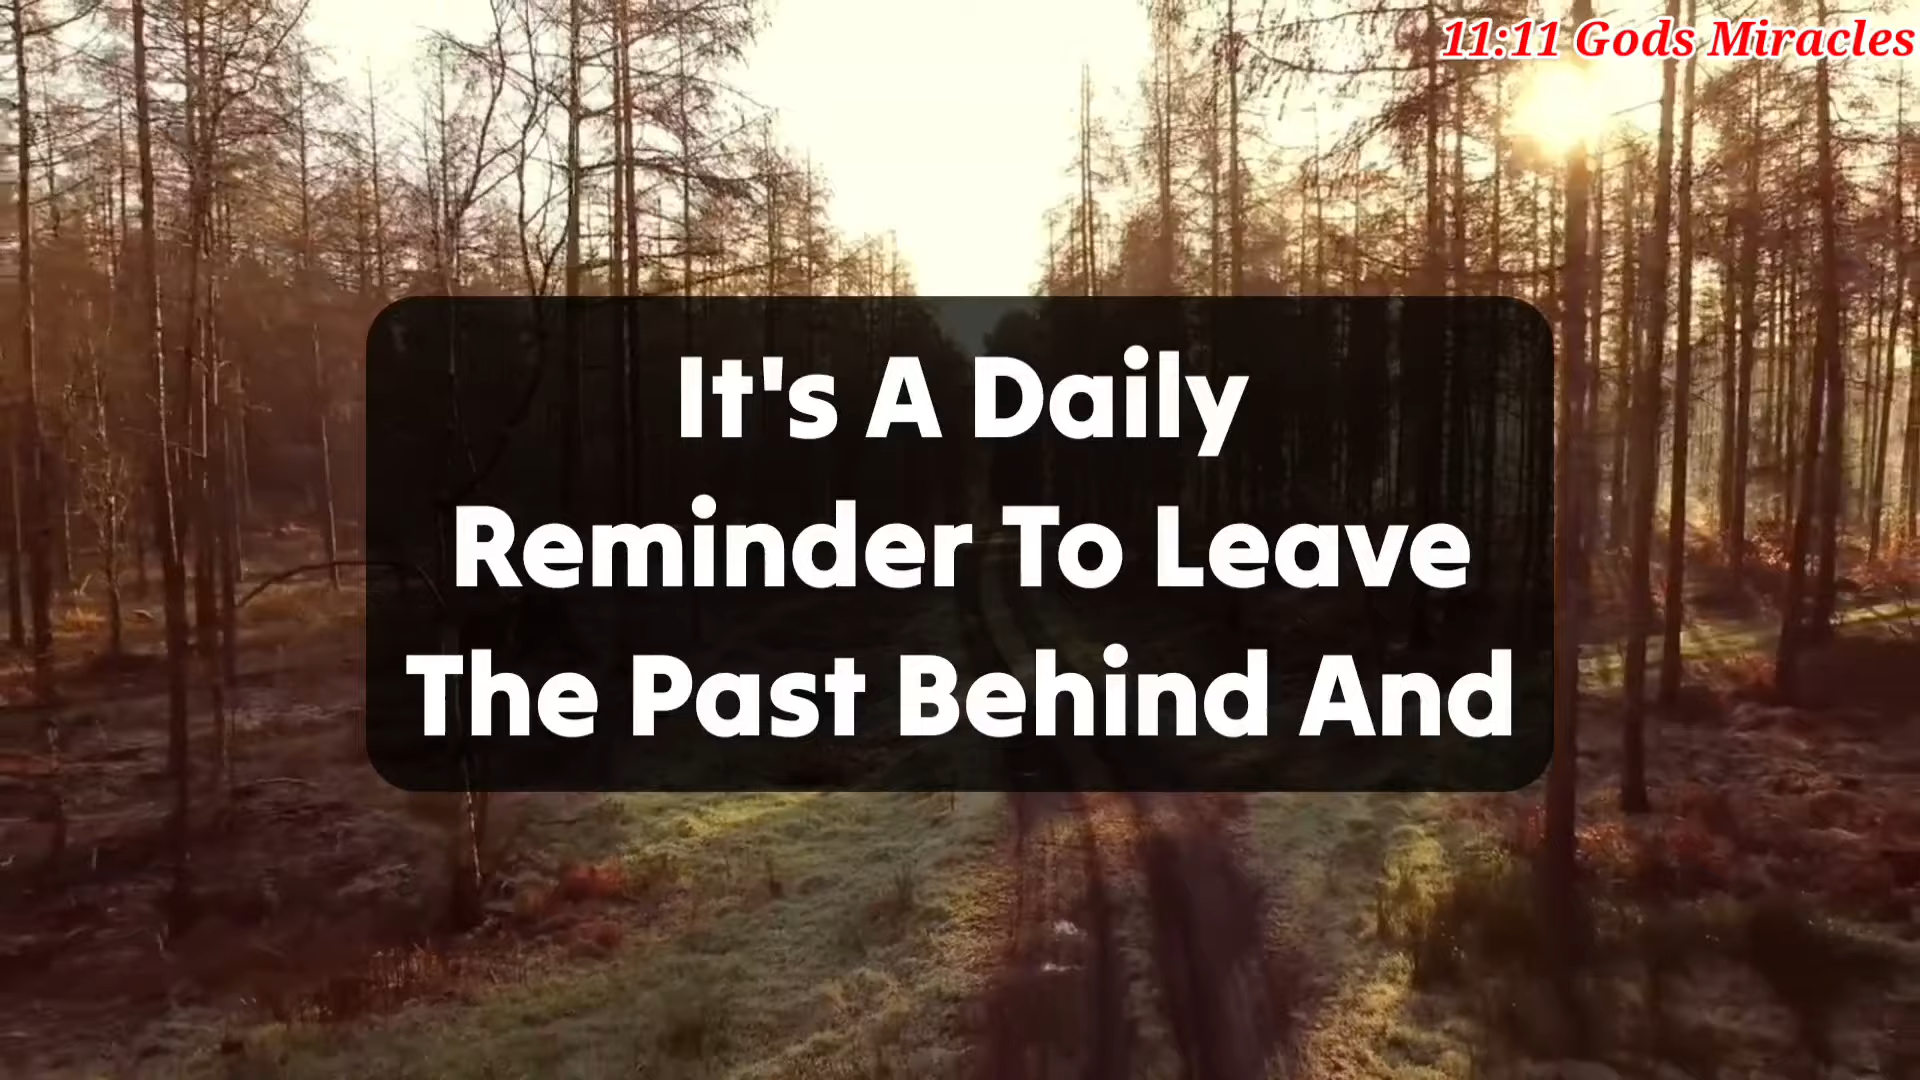 11:11 Gods Miracles
It's A Daily
Reminder To Leave
The Past Behind And